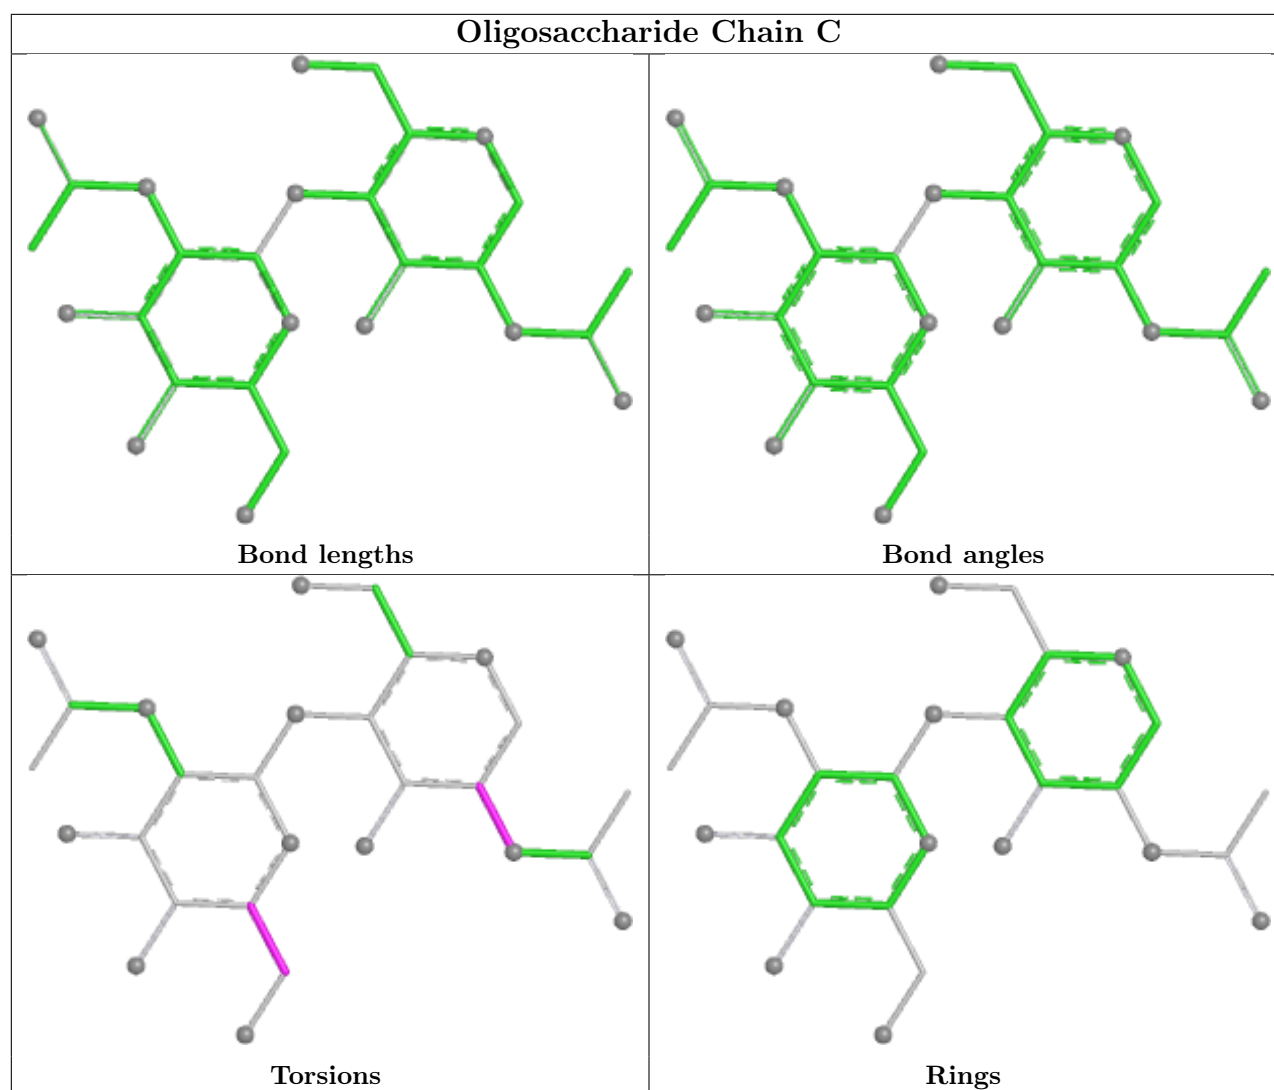 Oligosaccharide Chain C
Bond lengths
Bond angles
Torsions
Rings